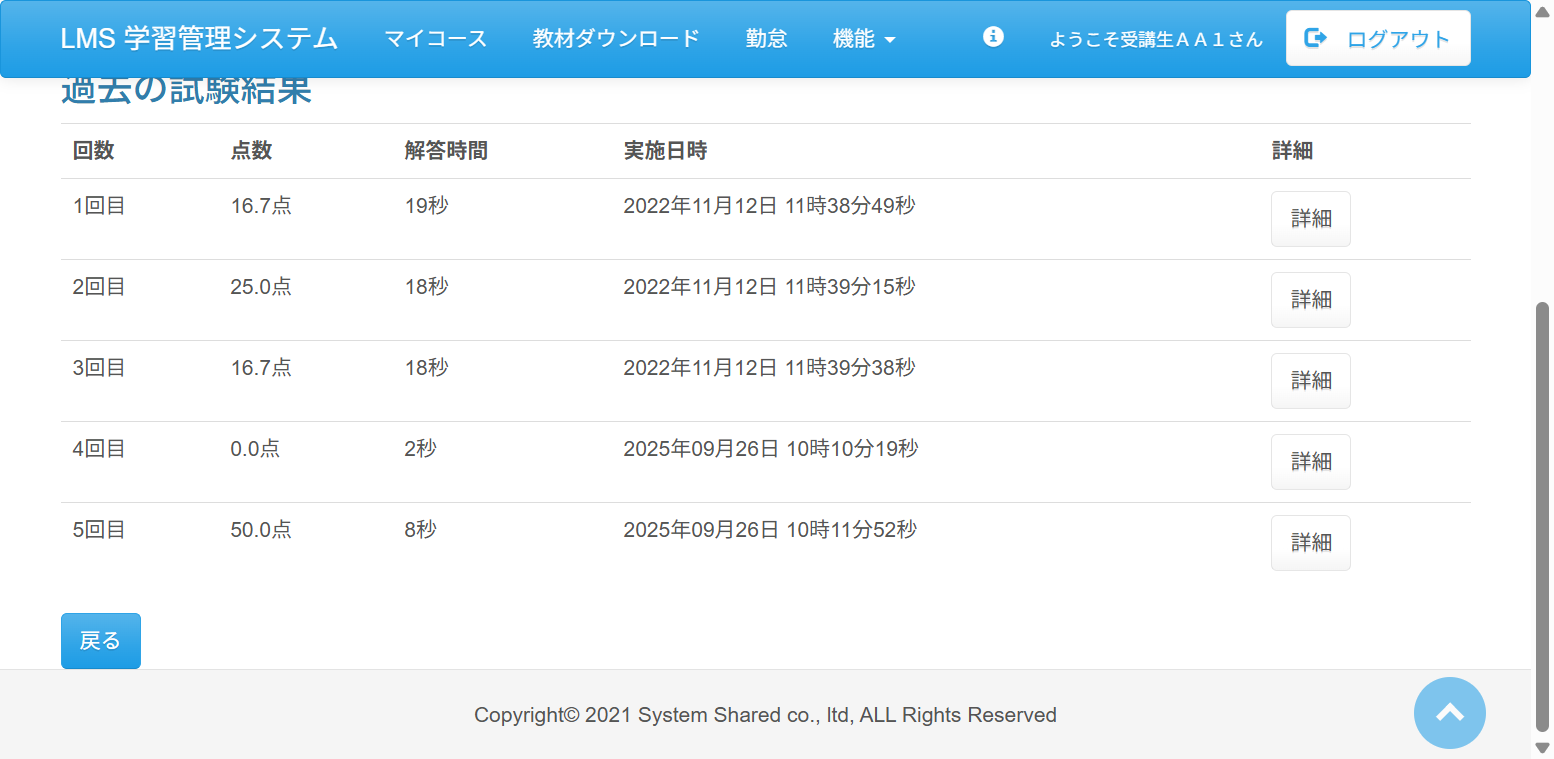 LMS 学習管理システム マイコース 教材ダウンロード 勤怠 機能 ようこそ受講生ＡＡ１さん ログアウト
過去の試験結果
回数 点数 解答時間 実施日時 詳細
1回目 16.7点 19秒 2022年11月12日 11時38分49秒 詳細
2回目 25.0点 18秒 2022年11月12日 11時39分15秒 詳細
3回目 16.7点 18秒 2022年11月12日 11時39分38秒 詳細
4回目 0.0点 2秒 2025年09月26日 10時10分19秒 詳細
5回目 50.0点 8秒 2025年09月26日 10時11分52秒 詳細
戻る
Copyright© 2021 System Shared co., ltd, ALL Rights Reserved